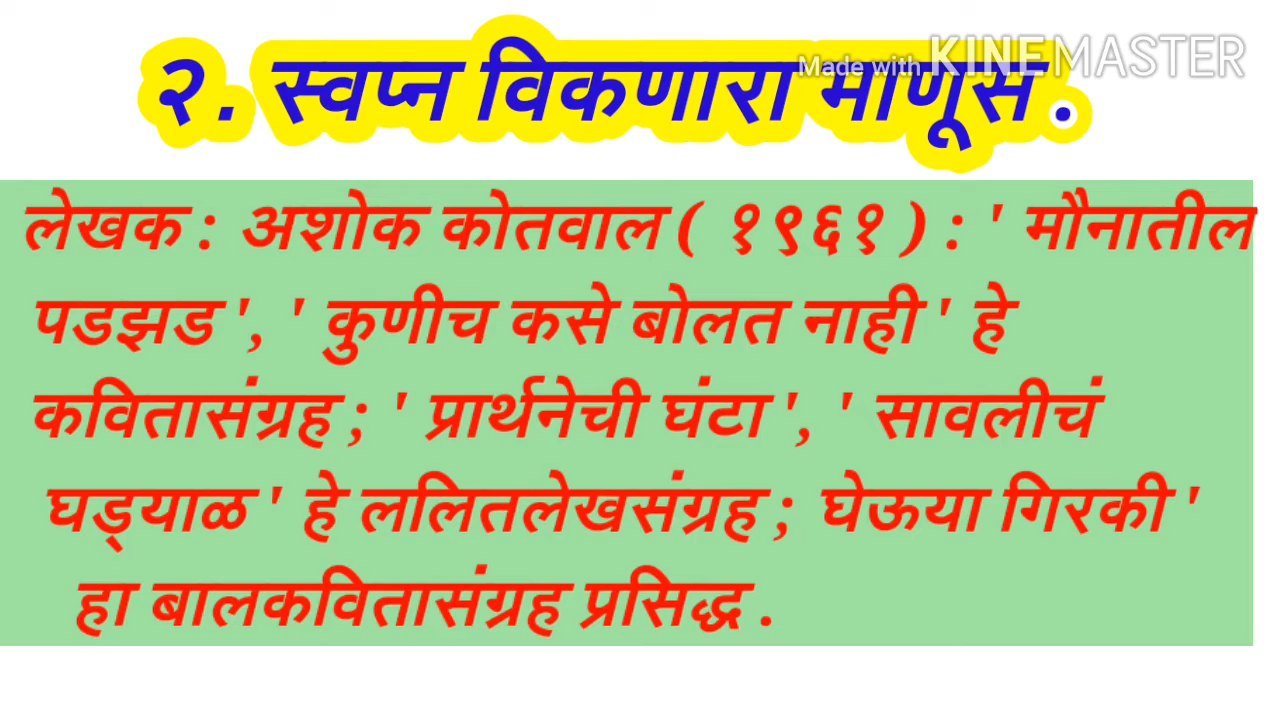 २. स्वप्न विकणारा माणूस .
Made with KINEMASTER
लेखक : अशोक कोतवाल ( १९६१ ) : ' मौनातील
पडझड ', ' कुणीच कसे बोलत नाही ' हे
कवितासंग्रह ; ' प्रार्थनेची घंटा ', ' सावलीचं
घड्याळ ' हे ललितलेखसंग्रह ; घेऊया गिरकी '
हा बालकवितासंग्रह प्रसिद्ध .